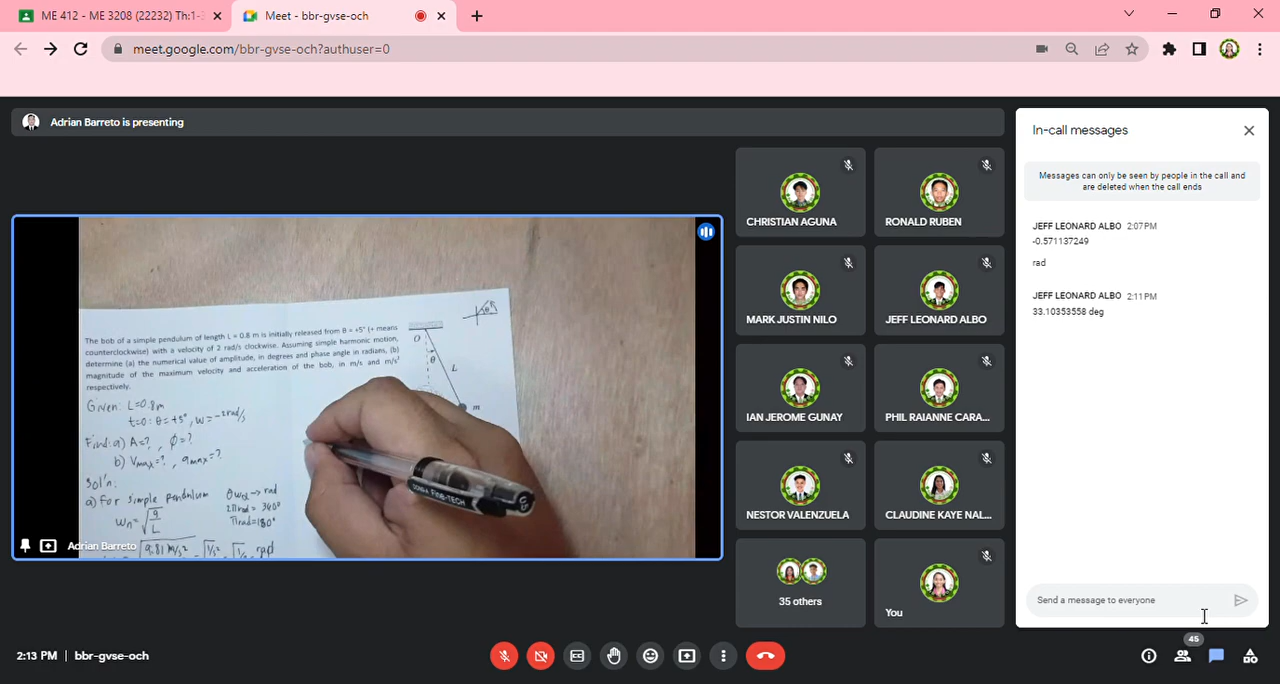 ME 412 - ME 3208 (22232) Th:1-
Meet - bbr-gvse-och
meet.google.com/bbr-gvse-och?authuser=0
Adrian Barreto is presenting
The bob of a simple pendulum of length L = 0.8 m is initially released from θ = +5° (+ means
counterclockwise) with a velocity of 2 rad/s clockwise. Assuming simple harmonic motion,
determine (a) the numerical value of amplitude, in degrees and phase angle in radians, (b)
magnitude of the maximum velocity and acceleration of the bob, in m/s and m/s²
respectively.
O
θ
L
m
θ
Given: L=0.8m
t=0: θ=+5°, w=-2rad/s
Find: a) A=?, ϕ=?
b) Vmax=?, amax=?
Sol'n:
a) For simple pendulum
wn=√g/L
θ → rad
2πrad = 360°
πrad=180°
9.81 m/s²
rad
Adrian Barreto
CHRISTIAN AGUNA
RONALD RUBEN
MARK JUSTIN NILO
JEFF LEONARD ALBO
IAN JEROME GUNAY
PHIL RAIANNE CARA...
NESTOR VALENZUELA
CLAUDINE KAYE NAL...
35 others
You
In-call messages
Messages can only be seen by people in the call and
are deleted when the call ends
JEFF LEONARD ALBO 2:07PM
-0.571137249
rad
JEFF LEONARD ALBO 2:11PM
33.10353558 deg
Send a message to everyone
2:13 PM | bbr-gvse-och
45